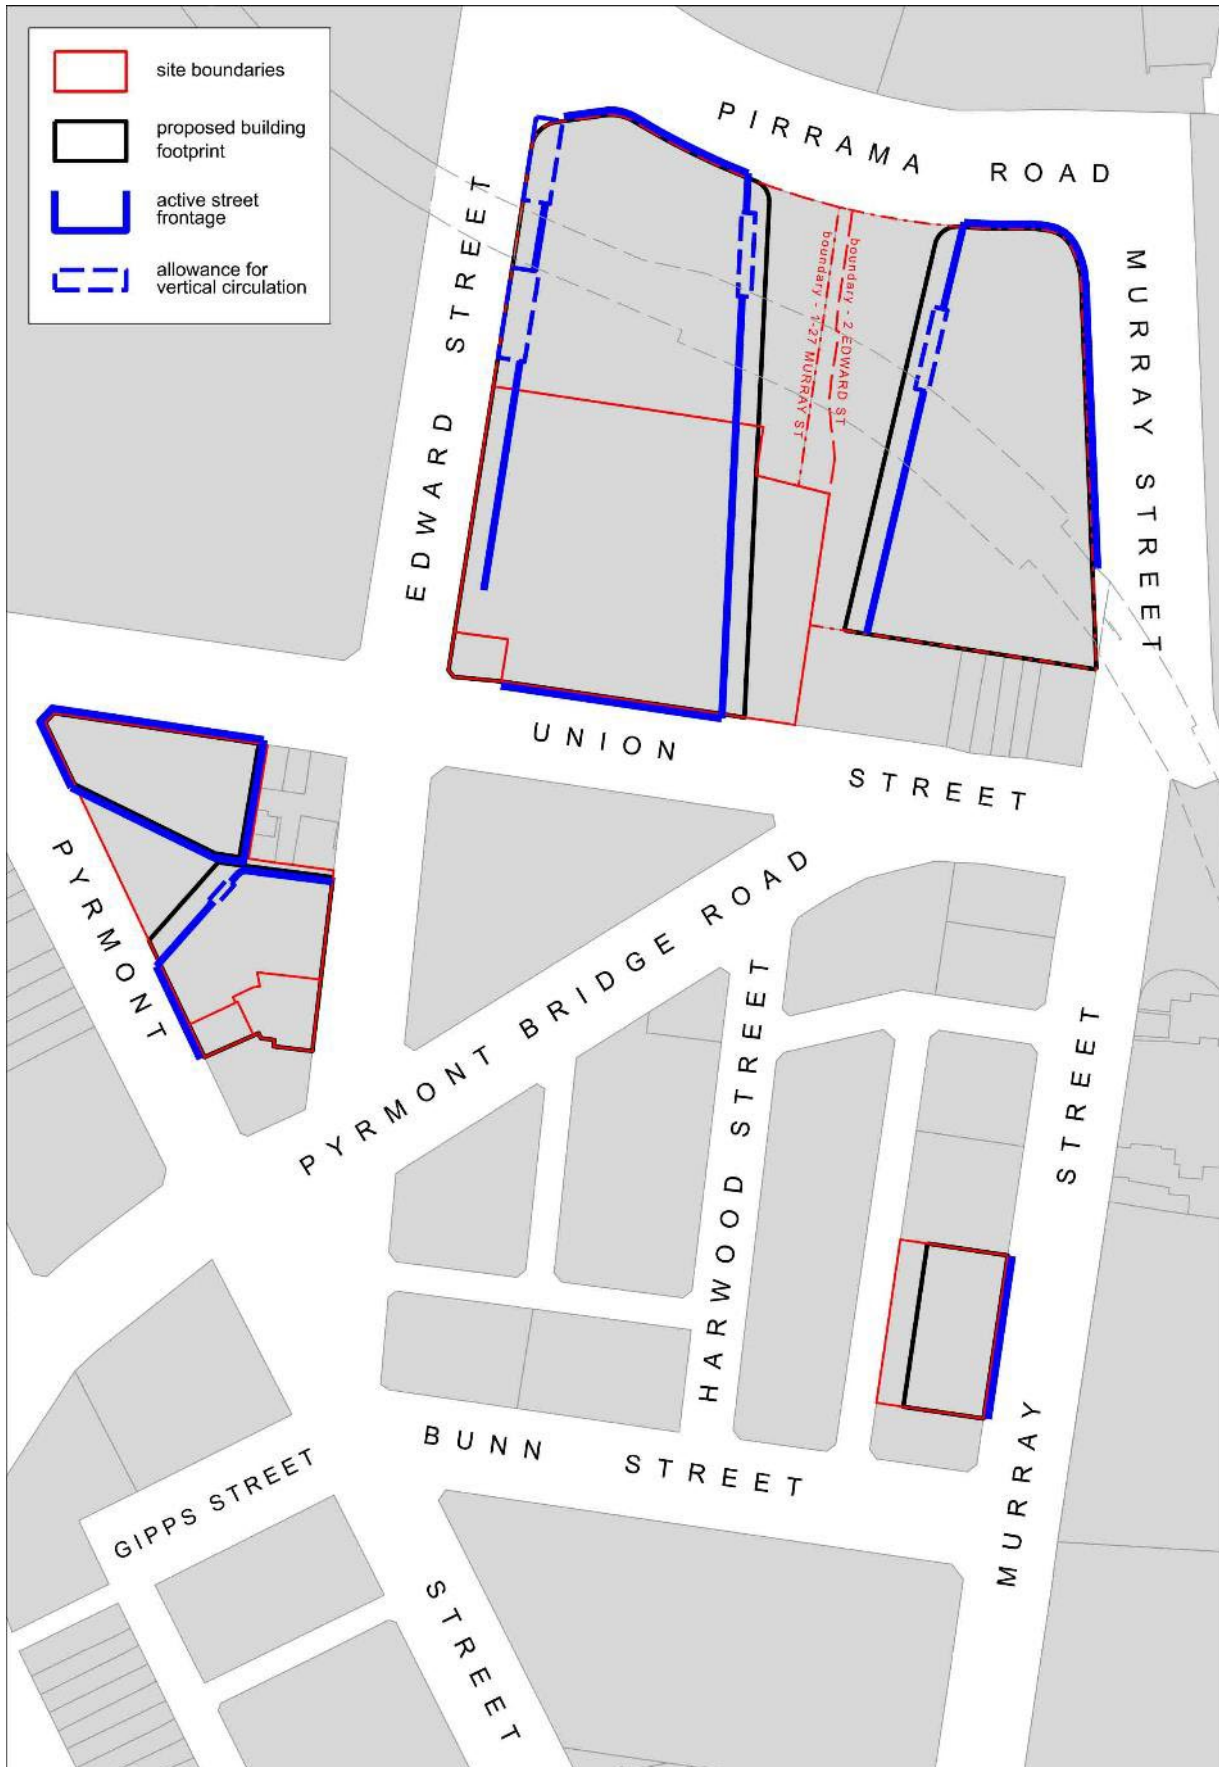 site boundaries
proposed building
footprint
active street
frontage
allowance for
vertical circulation
PIRRAMA ROAD
EDWARD STREET
MURRAY STREET
boundary - 1-27 MURRAY ST
boundary - 2 EDWARD ST
UNION STREET
PYRMONT
PYRMONT BRIDGE ROAD
HARWOOD STREET
STREET
MURRAY
BUNN STREET
GIPPS STREET
STREET